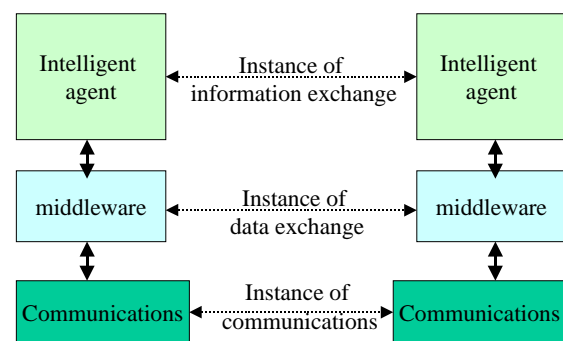 Intelligent
agent
Instance of
information exchange
Intelligent
agent
middleware
Instance of
data exchange
middleware
Communications
Instance of
communications
Communications